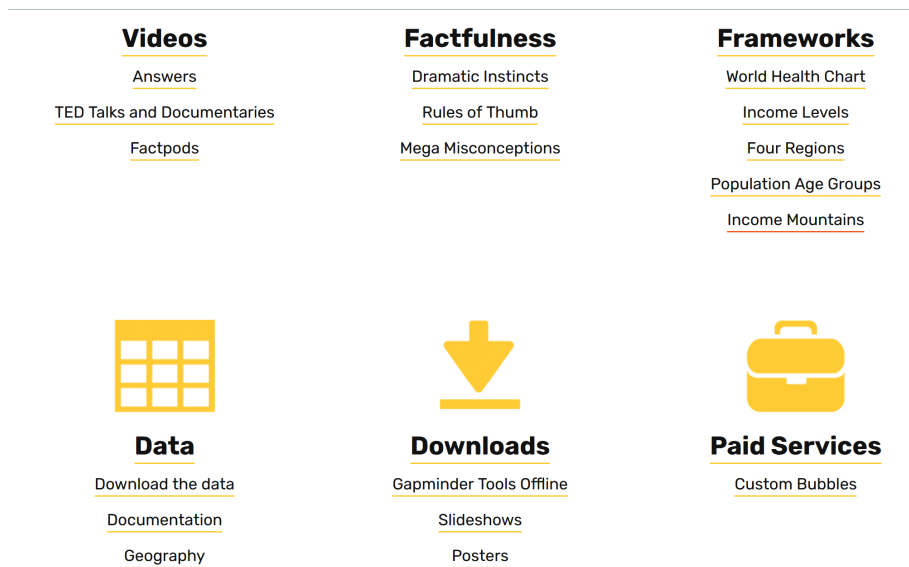 Videos
Answers
TED Talks and Documentaries
Factpods
Factfulness
Dramatic Instincts
Rules of Thumb
Mega Misconceptions
Frameworks
World Health Chart
Income Levels
Four Regions
Population Age Groups
Income Mountains
Data
Download the data
Documentation
Geography
Downloads
Gapminder Tools Offline
Slideshows
Posters
Paid Services
Custom Bubbles